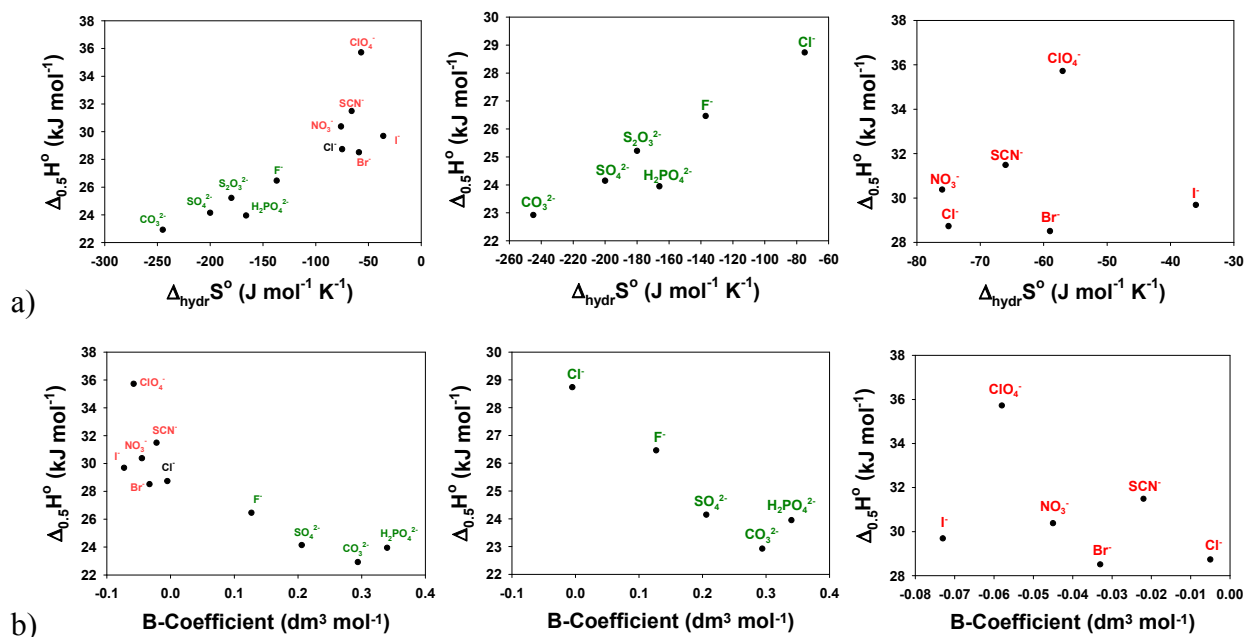 Δ₀.₅H° (kJ mol⁻¹)
38
36
34
32
30
28
26
24
22
-300
-250
-200
-150
-100
-50
0
ΔₕydᵣS° (J mol⁻¹ K⁻¹)
ClO₄⁻
SCN⁻
NO₃⁻
Cl⁻
I⁻
Br⁻
F⁻
S₂O₃²⁻
SO₄²⁻
H₂PO₄²⁻
CO₃²⁻
Δ₀.₅H° (kJ mol⁻¹)
30
29
28
27
26
25
24
23
22
21
-260 -240 -220 -200 -180 -160 -140 -120 -100 -80 -60
ΔₕydᵣS° (J mol⁻¹ K⁻¹)
Cl⁻
F⁻
S₂O₃²⁻
SO₄²⁻
H₂PO₄²⁻
CO₃²⁻
Δ₀.₅H° (kJ mol⁻¹)
38
36
34
32
30
28
-80
-70
-60
-50
-40
-30
ΔₕydᵣS° (J mol⁻¹ K⁻¹)
ClO₄⁻
SCN⁻
NO₃⁻
Cl⁻
Br⁻
I⁻
a)
Δ₀.₅H° (kJ mol⁻¹)
38
36
34
32
30
28
26
24
22
-0.1
0.0
0.1
0.2
0.3
0.4
B-Coefficient (dm³ mol⁻¹)
ClO₄⁻
SCN⁻
NO₃⁻
I⁻
Cl⁻
Br⁻
F⁻
SO₄²⁻
H₂PO₄²⁻
CO₃²⁻
Δ₀.₅H° (kJ mol⁻¹)
30
29
28
27
26
25
24
23
22
-0.1
0.0
0.1
0.2
0.3
0.4
B-Coefficient (dm³ mol⁻¹)
Cl⁻
F⁻
SO₄²⁻
H₂PO₄²⁻
CO₃²⁻
Δ₀.₅H° (kJ mol⁻¹)
38
36
34
32
30
28
-0.08 -0.07 -0.06 -0.05 -0.04 -0.03 -0.02 -0.01 0.00
B-Coefficient (dm³ mol⁻¹)
ClO₄⁻
SCN⁻
I⁻
NO₃⁻
Br⁻
Cl⁻
b)